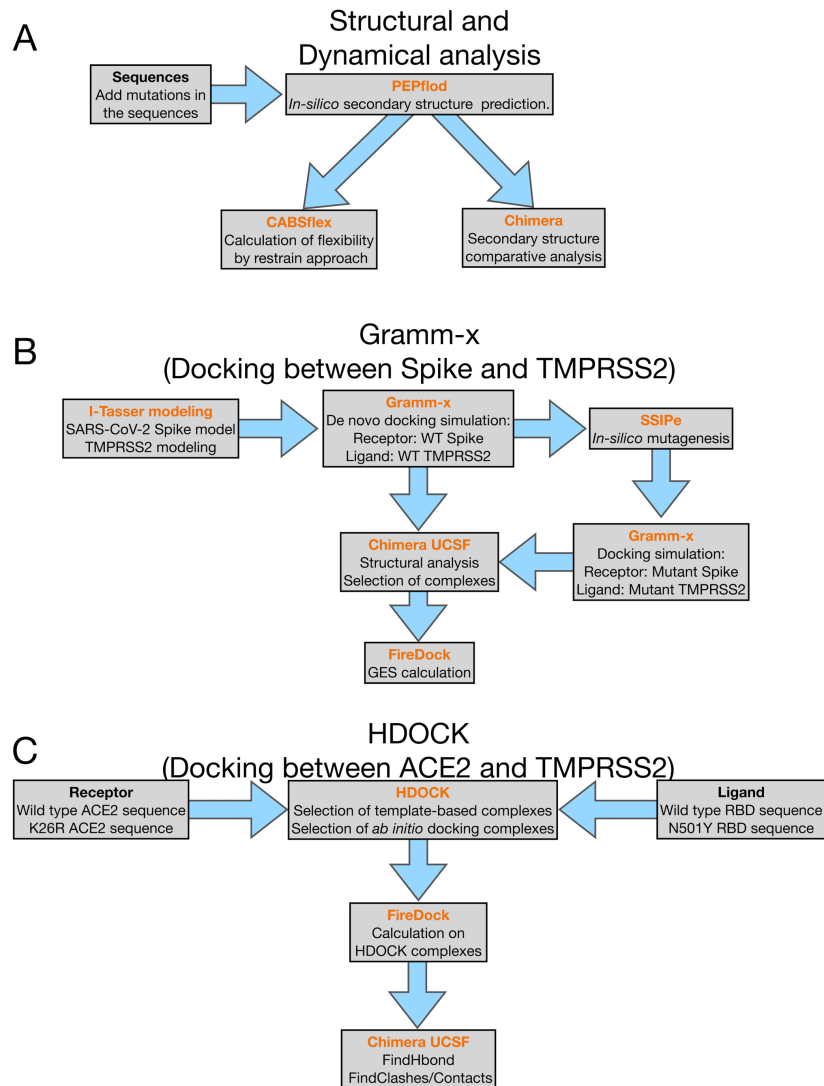 A
Structural and
Dynamical analysis
Sequences
Add mutations in
the sequences
PEPflod
In-silico secondary structure prediction.
CABSflex
Calculation of flexibility
by restrain approach
Chimera
Secondary structure
comparative analysis
B
Gramm-x
(Docking between Spike and TMPRSS2)
I-Tasser modeling
SARS-CoV-2 Spike model
TMPRSS2 modeling
Gramm-x
De novo docking simulation:
Receptor: WT Spike
Ligand: WT TMPRSS2
SSIPe
In-silico mutagenesis
Chimera UCSF
Structural analysis
Selection of complexes
Gramm-x
Docking simulation:
Receptor: Mutant Spike
Ligand: Mutant TMPRSS2
FireDock
GES calculation
C
HDOCK
(Docking between ACE2 and TMPRSS2)
Receptor
Wild type ACE2 sequence
K26R ACE2 sequence
HDOCK
Selection of template-based complexes
Selection of ab initio docking complexes
Ligand
Wild type RBD sequence
N501Y RBD sequence
FireDock
Calculation on
HDOCK complexes
Chimera UCSF
FindHbond
FindClashes/Contacts